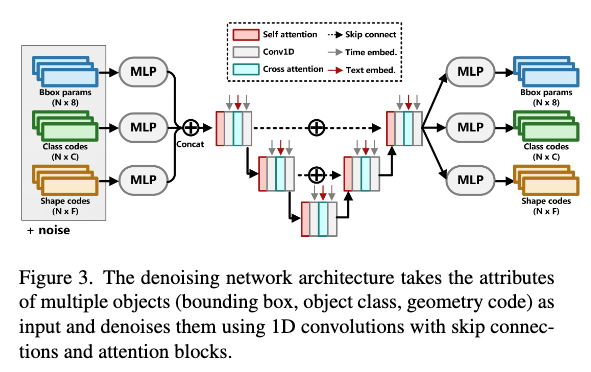 Self attention
Skip connect
Conv1D
Time embed.
Cross attention
Text embed.
Bbox params
(N x 8)
MLP
Class codes
(N x C)
MLP
Concat
Shape codes
(N x F)
MLP
+ noise
MLP
Bbox params
(N x 8)
MLP
Class codes
(N x C)
MLP
Shape codes
(N x F)
Figure 3. The denoising network architecture takes the attributes
of multiple objects (bounding box, object class, geometry code) as
input and denoises them using 1D convolutions with skip connec-
tions and attention blocks.